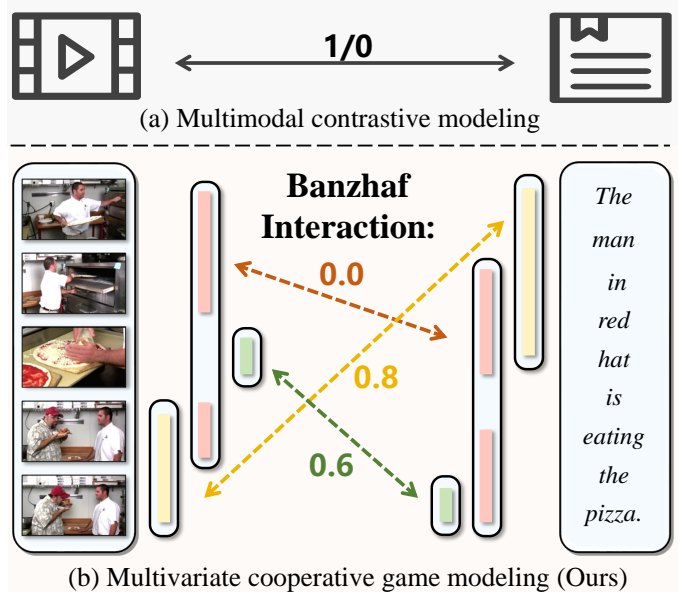 1/0
(a) Multimodal contrastive modeling
Banzhaf
Interaction:
0.0
0.8
0.6
The
man
in
red
hat
is
eating
the
pizza.
(b) Multivariate cooperative game modeling (Ours)